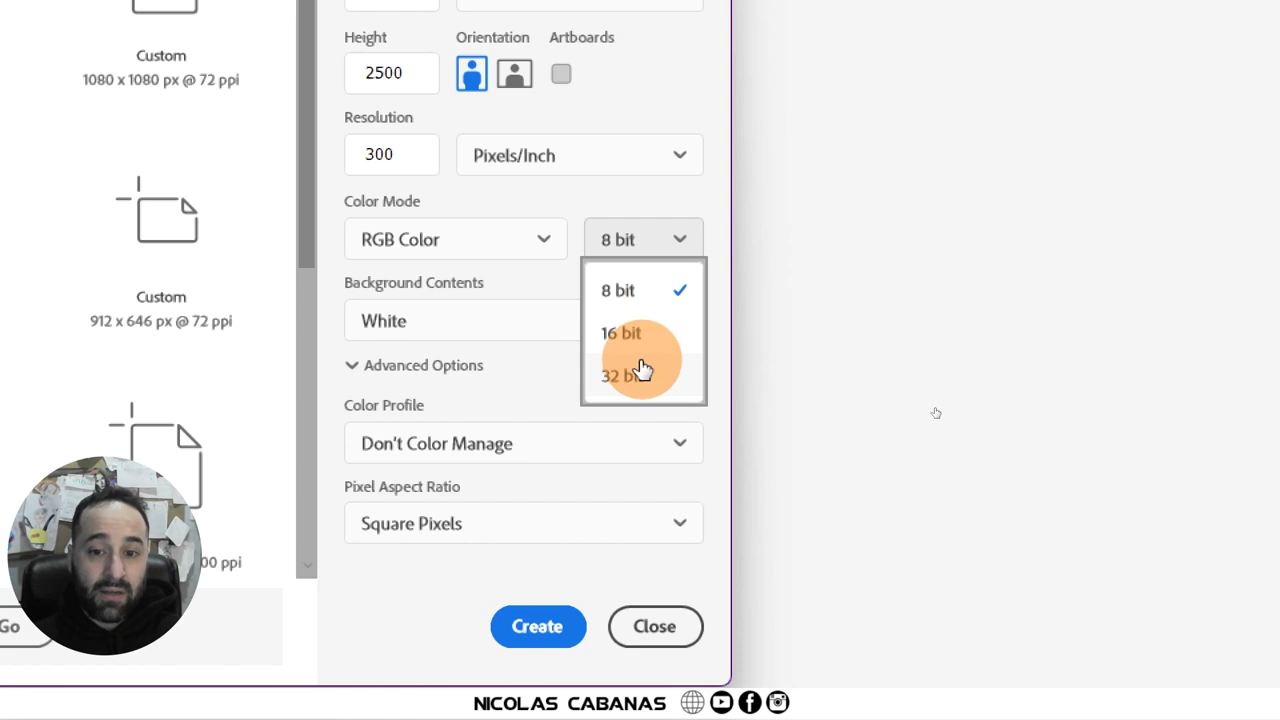 Custom
1080 x 1080 px @ 72 ppi
Custom
912 x 646 px @ 72 ppi
00 ppi
Go
Height
Orientation
Artboards
2500
Resolution
300
Pixels/Inch
Color Mode
RGB Color
8 bit
8 bit
16 bit
32 bit
Background Contents
White
Advanced Options
Color Profile
Don't Color Manage
Pixel Aspect Ratio
Square Pixels
Create
Close
NICOLAS CABANAS